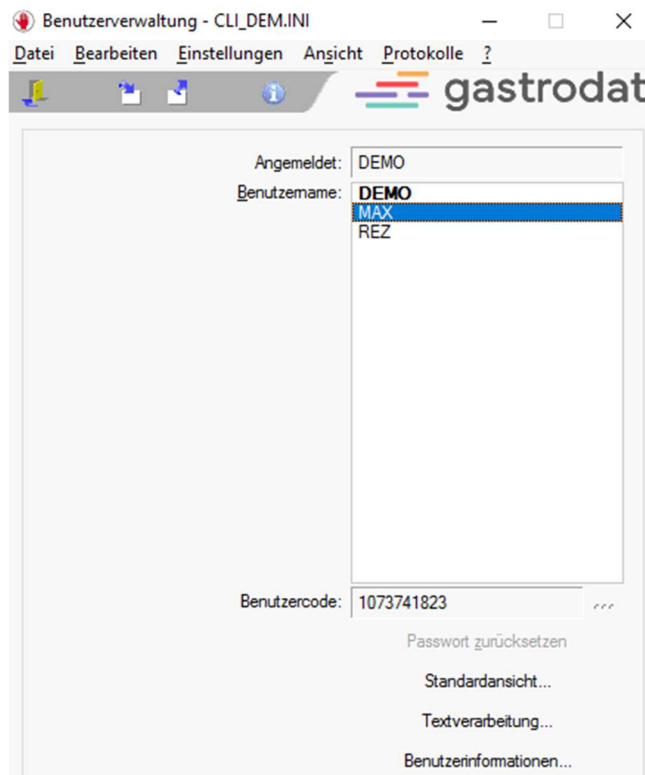 Benutzerverwaltung - CLI_DEM.INI
Datei Bearbeiten Einstellungen Ansicht Protokolle ?
gastrodat
Angemeldet: DEMO
Benutzername: DEMO
MAX
REZ
Benutzercode: 1073741823
Passwort zurücksetzen
Standardansicht...
Textverarbeitung...
Benutzerinformationen...